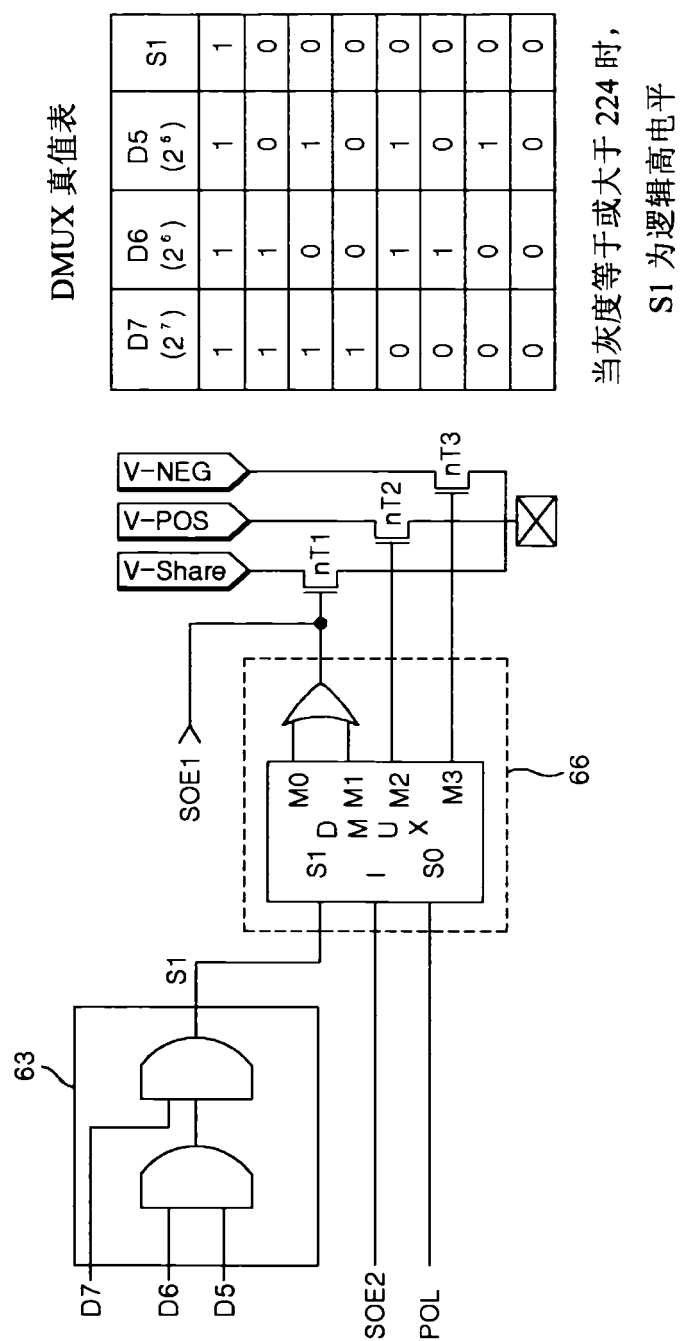 63
D7
D6
D5
S1
SOE2
POL
SOE1
S1
I
S0
D
M
U
X
M0
M1
M2
M3
66
V-Share
V-POS
V-NEG
nT1
nT2
nT3
DMUX 真值表
D7 (2⁷) D6 (2⁶) D5 (2⁵) S1
1 1 1 1
1 1 0 0
1 0 1 0
1 0 0 0
0 1 1 0
0 1 0 0
0 0 1 0
0 0 0 0
当灰度等于或大于 224 时，
S1 为逻辑高电平